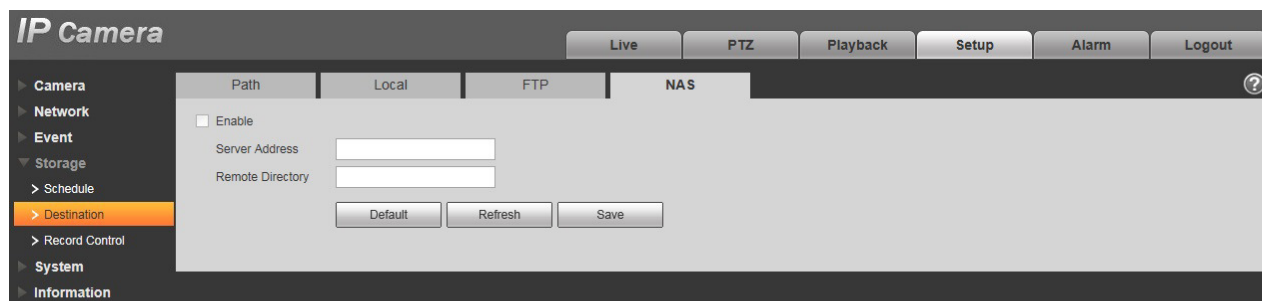 IP Camera
Live PTZ Playback Setup Alarm Logout
Camera
Network
Event
Storage
Schedule
Destination
Record Control
System
Information
Path Local FTP NAS
?
Enable
Server Address
Remote Directory
Default Refresh Save